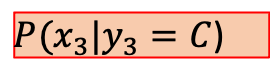 P(x₃|y₃ = C)